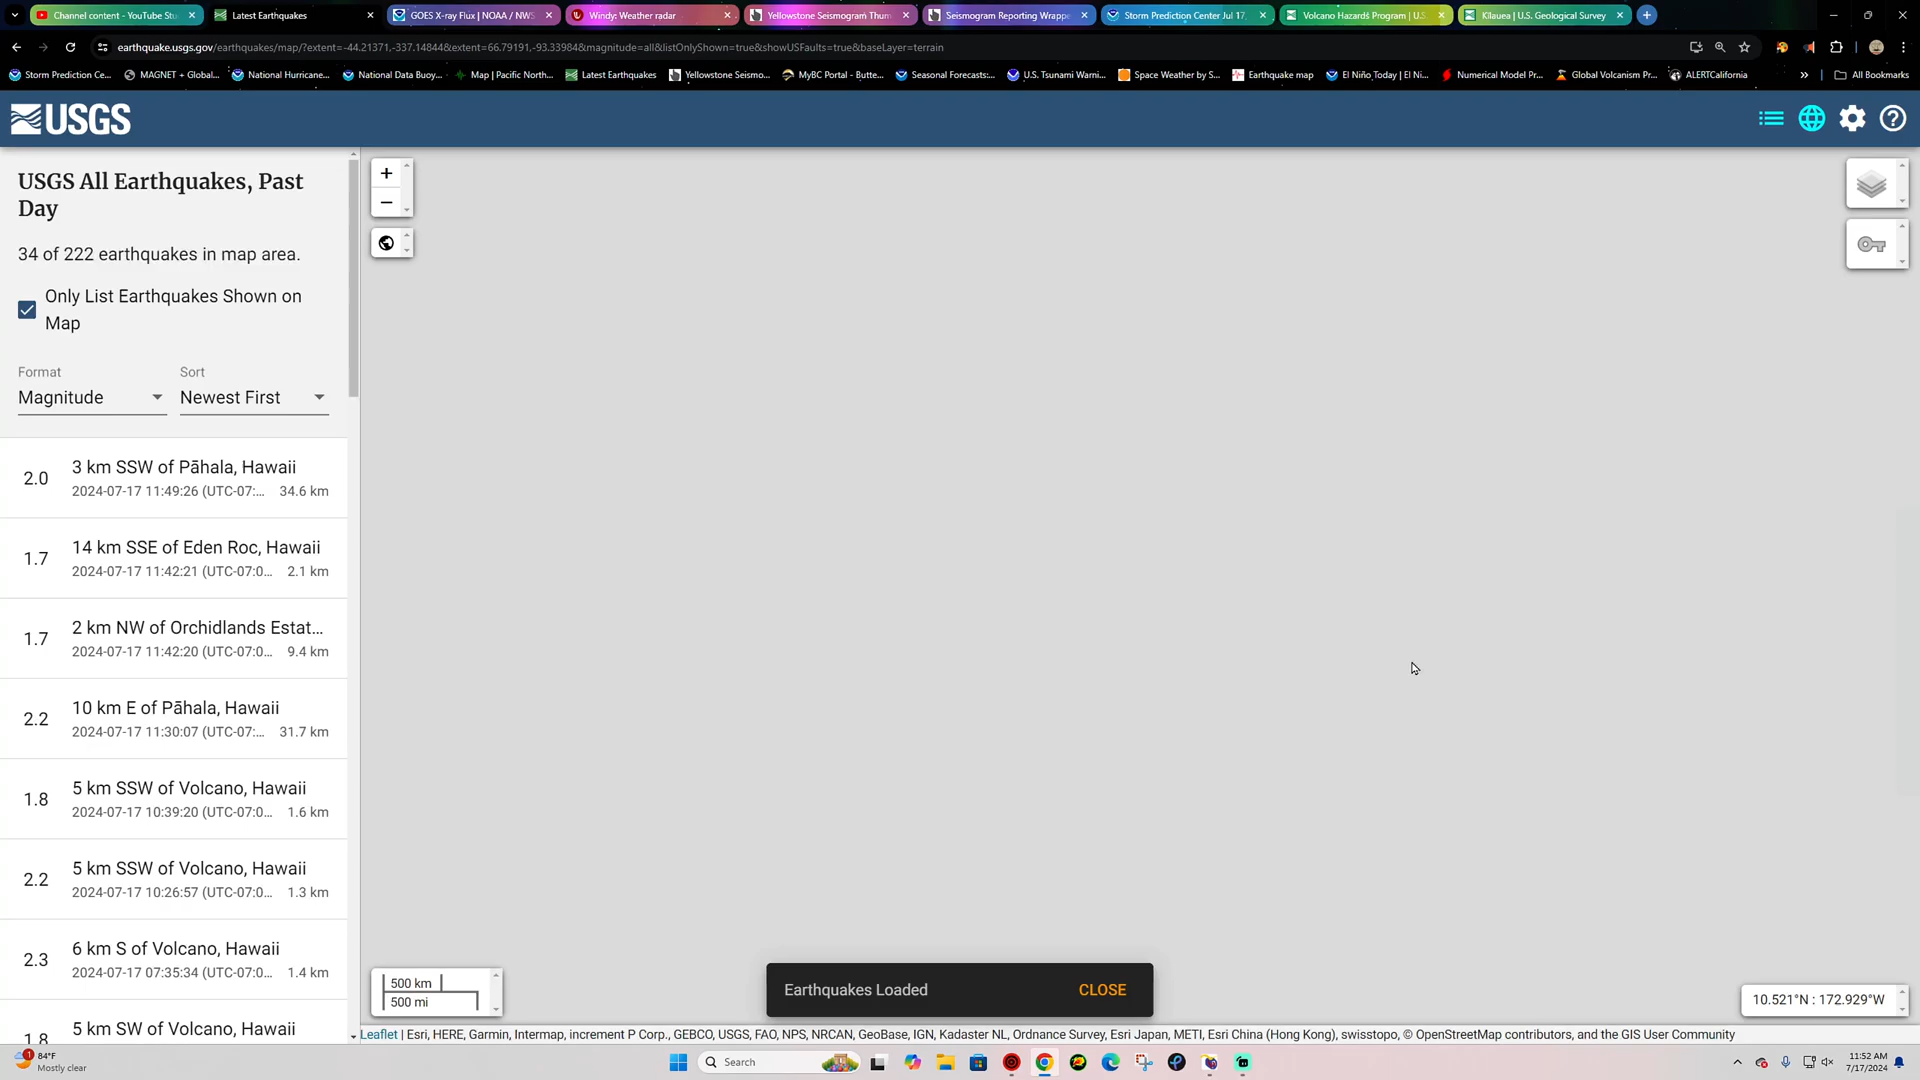 Channel content - YouTube Stu
Latest Earthquakes
GOES X-ray Flux | NOAA / NWS
Windy: Weather radar
Yellowstone Seismogram Thum
Seismogram Reporting Wrappe
Storm Prediction Center Jul 17,
Volcano Hazards Program | U.S.
Kilauea | U.S. Geological Survey
earthquake.usgs.gov/earthquakes/map/?extent=-44.21371,-337.14844&extent=66.79191,-93.33984&magnitude=all&listOnlyShown=true&showUSFaults=true&baseLayer=terrain
Storm Prediction Ce...
MAGNET + Global...
National Hurricane...
National Data Buoy...
Map | Pacific North...
Latest Earthquakes
Yellowstone Seismo...
MyBC Portal - Butte...
Seasonal Forecasts:...
U.S. Tsunami Warni...
Space Weather by S...
Earthquake map
El Niño Today | El Ni...
Numerical Model Pr...
Global Volcanism Pr...
ALERTCalifornia
All Bookmarks
USGS
USGS All Earthquakes, Past
Day
34 of 222 earthquakes in map area.
Only List Earthquakes Shown on
Map
Format
Sort
Magnitude
Newest First
2.0
3 km SSW of Pāhala, Hawaii
2024-07-17 11:49:26 (UTC-07:...
34.6 km
1.7
14 km SSE of Eden Roc, Hawaii
2024-07-17 11:42:21 (UTC-07:0...
2.1 km
1.7
2 km NW of Orchidlands Estat...
2024-07-17 11:42:20 (UTC-07:0...
9.4 km
2.2
10 km E of Pāhala, Hawaii
2024-07-17 11:30:07 (UTC-07:...
31.7 km
1.8
5 km SSW of Volcano, Hawaii
2024-07-17 10:39:20 (UTC-07:0...
1.6 km
2.2
5 km SSW of Volcano, Hawaii
2024-07-17 10:26:57 (UTC-07:0...
1.3 km
2.3
6 km S of Volcano, Hawaii
2024-07-17 07:35:34 (UTC-07:0...
1.4 km
1.8
5 km SW of Volcano, Hawaii
+
−
500 km
500 mi
Earthquakes Loaded
CLOSE
10.521°N : 172.929°W
Leaflet | Esri, HERE, Garmin, Intermap, increment P Corp., GEBCO, USGS, FAO, NPS, NRCAN, GeoBase, IGN, Kadaster NL, Ordnance Survey, Esri Japan, METI, Esri China (Hong Kong), swisstopo, © OpenStreetMap contributors, and the GIS User Community
1
84°F
Mostly clear
Search
11:52 AM
7/17/2024